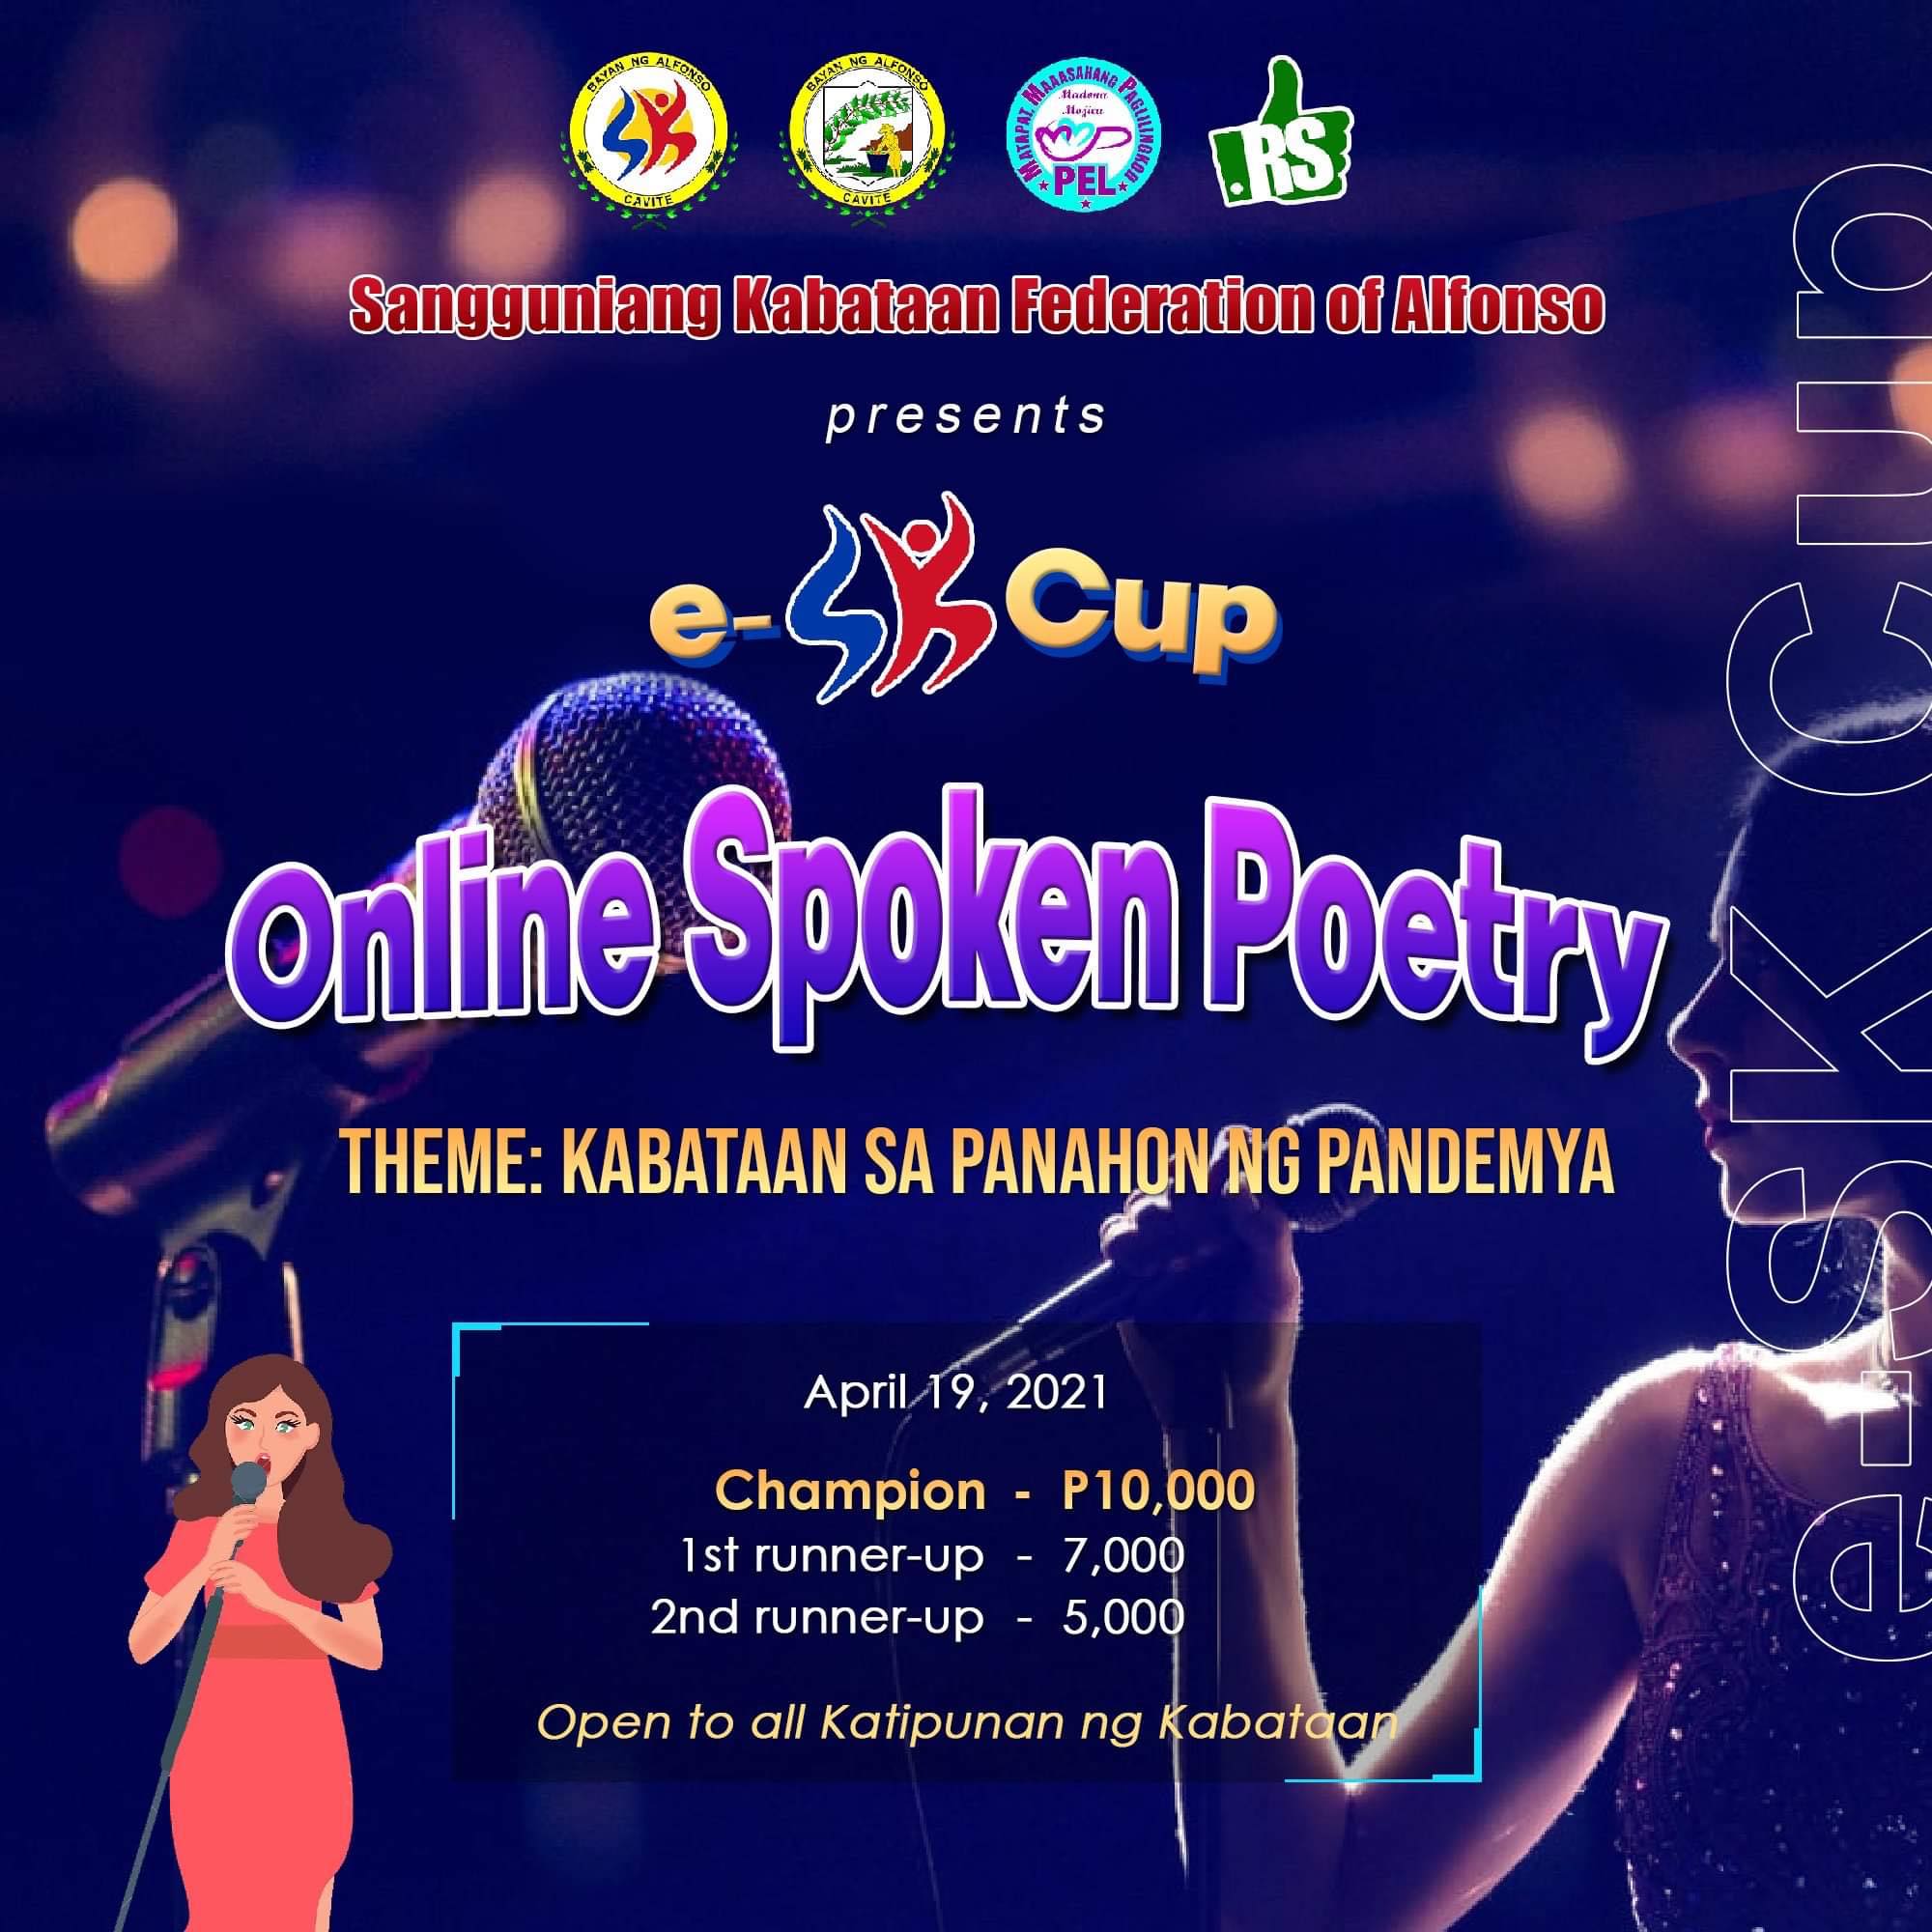 BAYAN NG ALFONSO
CAVITE
BAYAN NG ALFONSO
CAVITE
MATAPAT MAAASAHANG PAGLILINGKOD
Madona
Mojica
PEL
.RS
Sangguniang Kabataan Federation of Alfonso
presents
e-SK Cup
Online Spoken Poetry
THEME: KABATAAN SA PANAHON NG PANDEMYA
April 19, 2021
Champion - P10,000
1st runner-up - 7,000
2nd runner-up - 5,000
Open to all Katipunan ng Kabataan
e-SK Cup